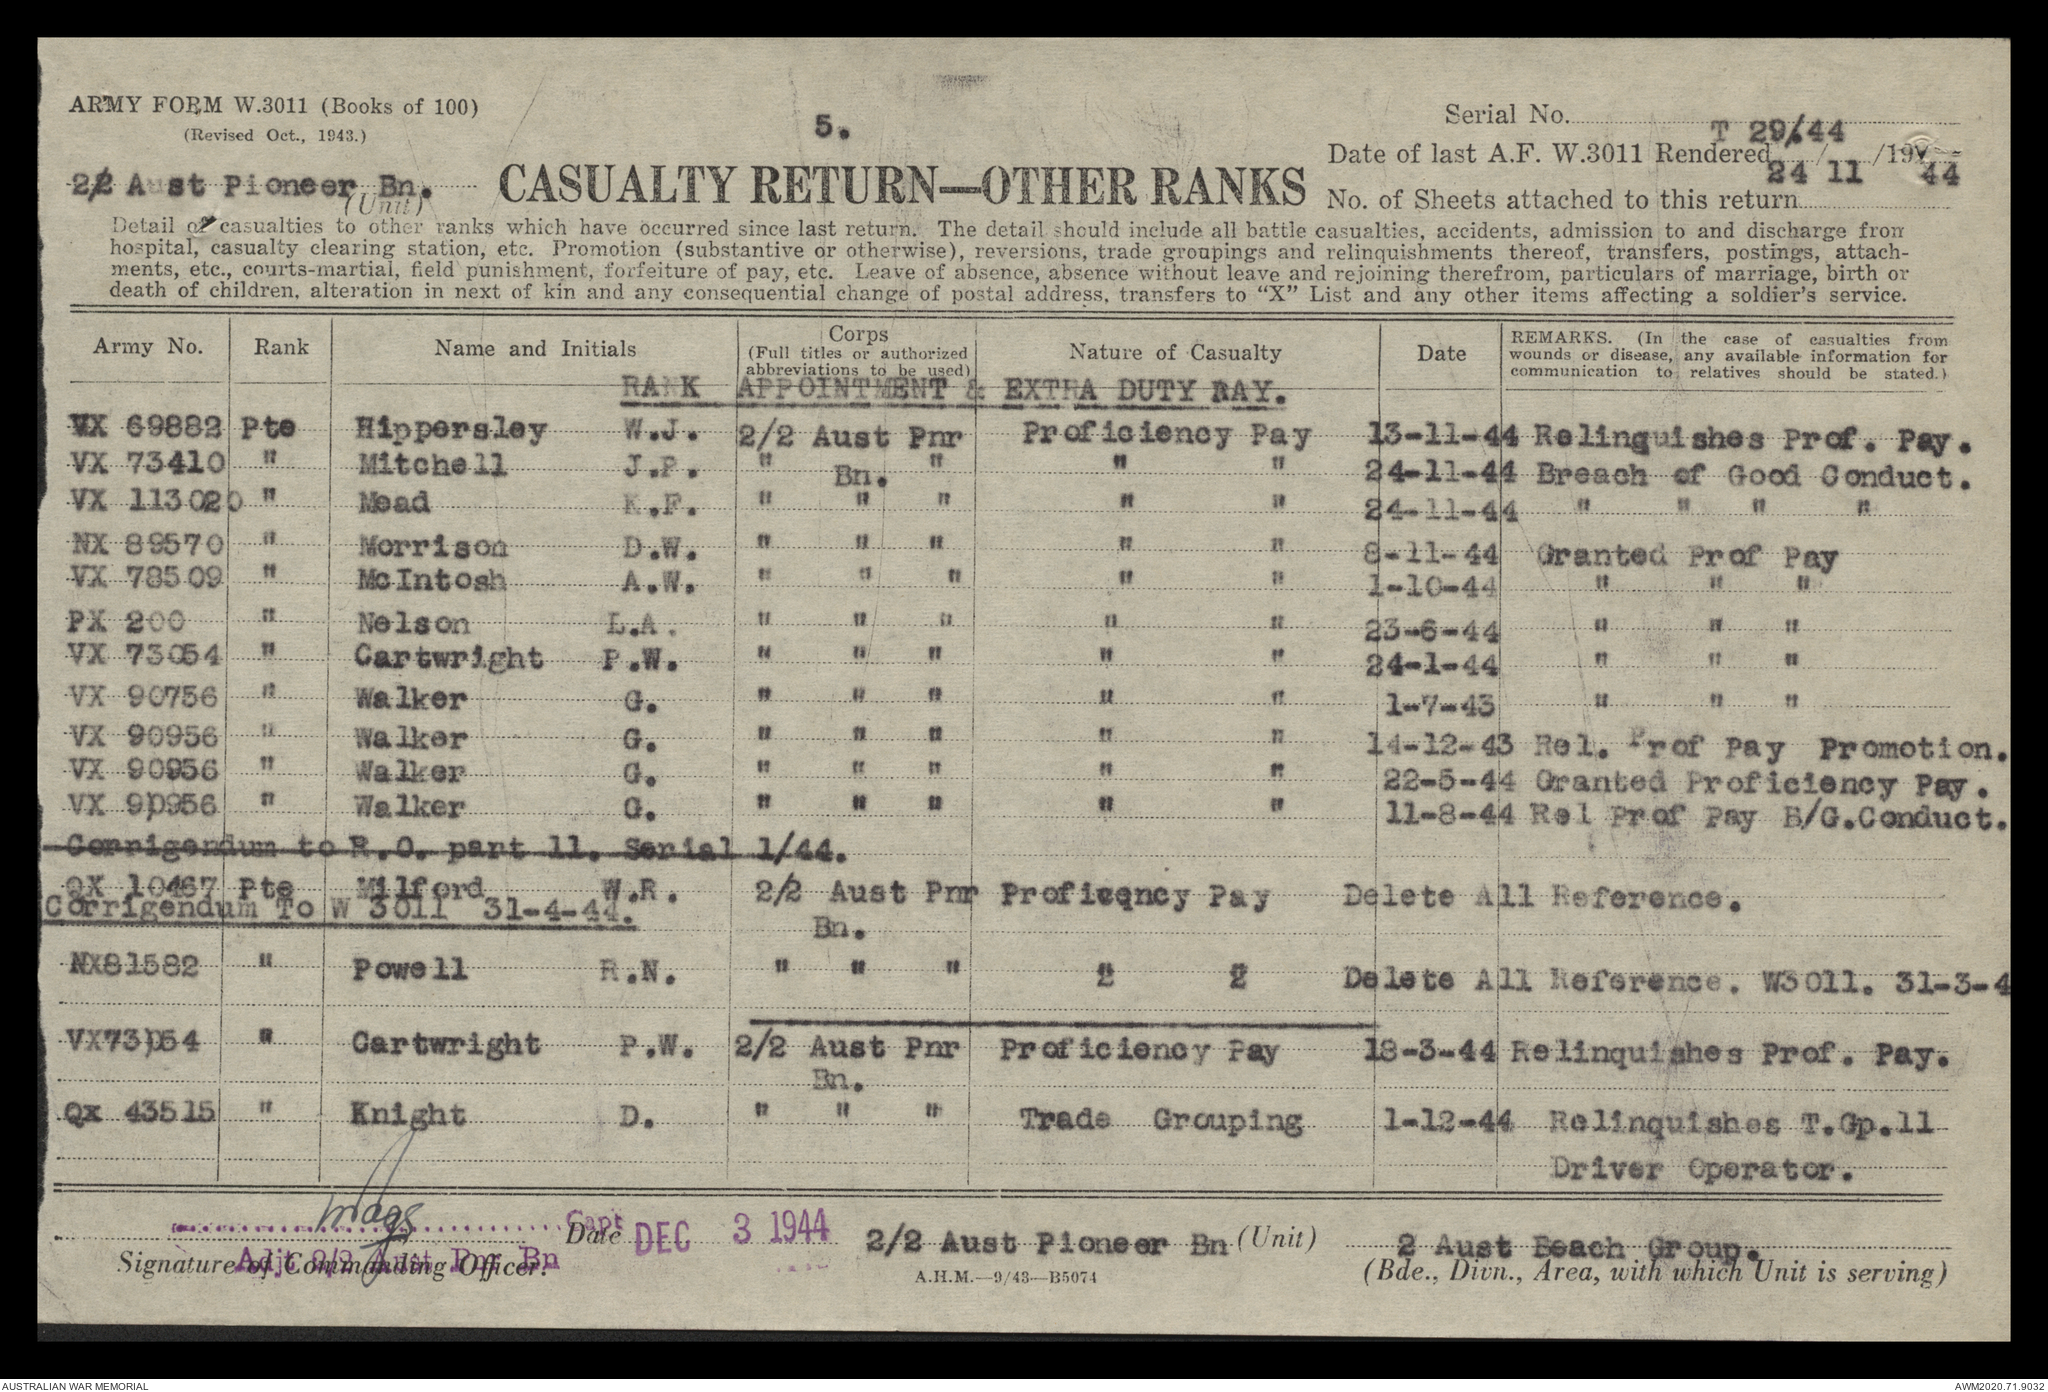 ARMY FORM W.3011 (Books of 100)
(Revised Oct., 1943.)
5.
Serial No. T 29/44
2/2 Aust Pioneer Bn.
(Unit)
CASUALTY RETURN—OTHER RANKS
Date of last A.F. W.3011 Rendered 24/11/1944
No. of Sheets attached to this return
Detail of casualties to other ranks which have occurred since last return. The detail should include all battle casualties, accidents, admission to and discharge from
hospital, casualty clearing station, etc. Promotion (substantive or otherwise), reversions, trade groupings and relinquishments thereof, transfers, postings, attach-
ments, etc., courts-martial, field punishment, forfeiture of pay, etc. Leave of absence, absence without leave and rejoining therefrom, particulars of marriage, birth or
death of children, alteration in next of kin and any consequential change of postal address, transfers to "X" List and any other items affecting a soldier's service.
Army No. Rank Name and Initials Corps (Full titles or authorized abbreviations to be used) Nature of Casualty Date REMARKS. (In the case of casualties from wounds or disease, any available information for communication to relatives should be stated.)
RANK APPOINTMENT & EXTRA DUTY PAY.
VX 69882 Pte Hippersley W.J. 2/2 Aust Pnr Proficiency Pay 13-11-44 Relinquishes Prof. Pay.
VX 73410 " Mitchell J.P. " Bn. " " " 24-11-44 Breach of Good Conduct.
VX 113020 " Mead K.F. " " " " " 24-11-44 " " " "
NX 89570 " Morrison D.W. " " " " " 8-11-44 Granted Prof Pay
VX 78509 " McIntosh A.W. " " " " " 1-10-44 " " "
PX 200 " Nelson L.A. " " " " " 23-6-44 " " "
VX 73054 " Cartwright P.W. " " " " " 24-1-44 " " "
VX 90756 " Walker G. " " " " " 1-7-43 " " "
VX 90956 " Walker G. " " " " " 14-12-43 Rel. Prof Pay Promotion.
VX 90956 " Walker G. " " " " " 22-5-44 Granted Proficiency Pay.
VX 90956 " Walker G. " " " " " 11-8-44 Rel Prof Pay B/G.Conduct.
Corrigendum to R.O. part 11. Serial 1/44.
QX 10467 Pte Milford W.R. 2/2 Aust Pnr Proficency Pay Delete All Reference.
Corrigendum To W 3011 31-4-44.
Bn.
NX81582 " Powell R.N. " " " 2 2 Delete All Reference. W3011. 31-3-4
VX73054 " Cartwright P.W. 2/2 Aust Pnr Proficiency Pay 18-3-44 Relinquishes Prof. Pay.
Bn.
Qx 43515 " Knight D. " " " Trade Grouping 1-12-44 Relinquishes T.Gp.11
Driver Operator.
Capt
Date DEC 3 1944 2/2 Aust Pioneer Bn (Unit) 2 Aust Beach Group.
Adjt 2/2 Aust Pnr Bn
Signature of Commanding Officer.
A.H.M.—9/43—B5074
(Bde., Divn., Area, with which Unit is serving)
AUSTRALIAN WAR MEMORIAL
AWM2020.71.9032